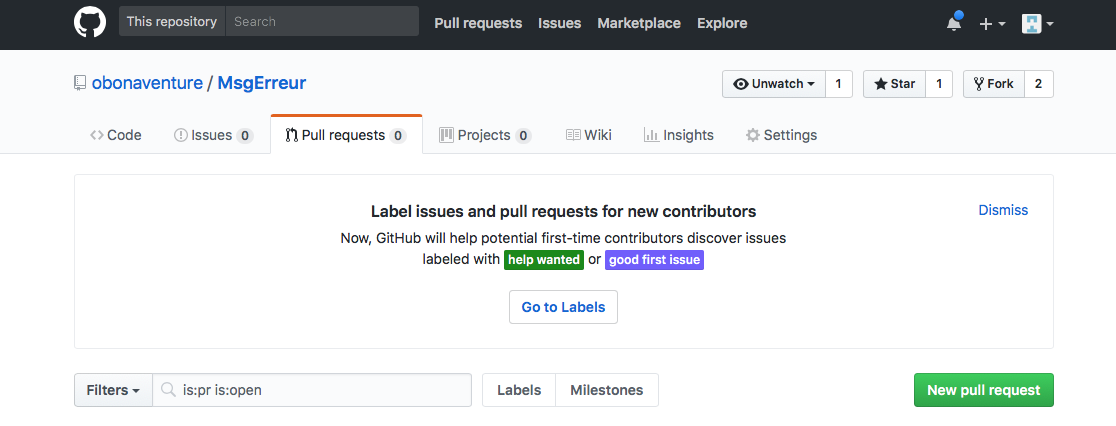 This repository Search Pull requests Issues Marketplace Explore
obonaventure / MsgErreur Unwatch 1 Star 1 Fork 2
Code Issues 0 Pull requests 0 Projects 0 Wiki Insights Settings
Label issues and pull requests for new contributors Dismiss
Now, GitHub will help potential first-time contributors discover issues
labeled with help wanted or good first issue
Go to Labels
Filters is:pr is:open Labels Milestones New pull request